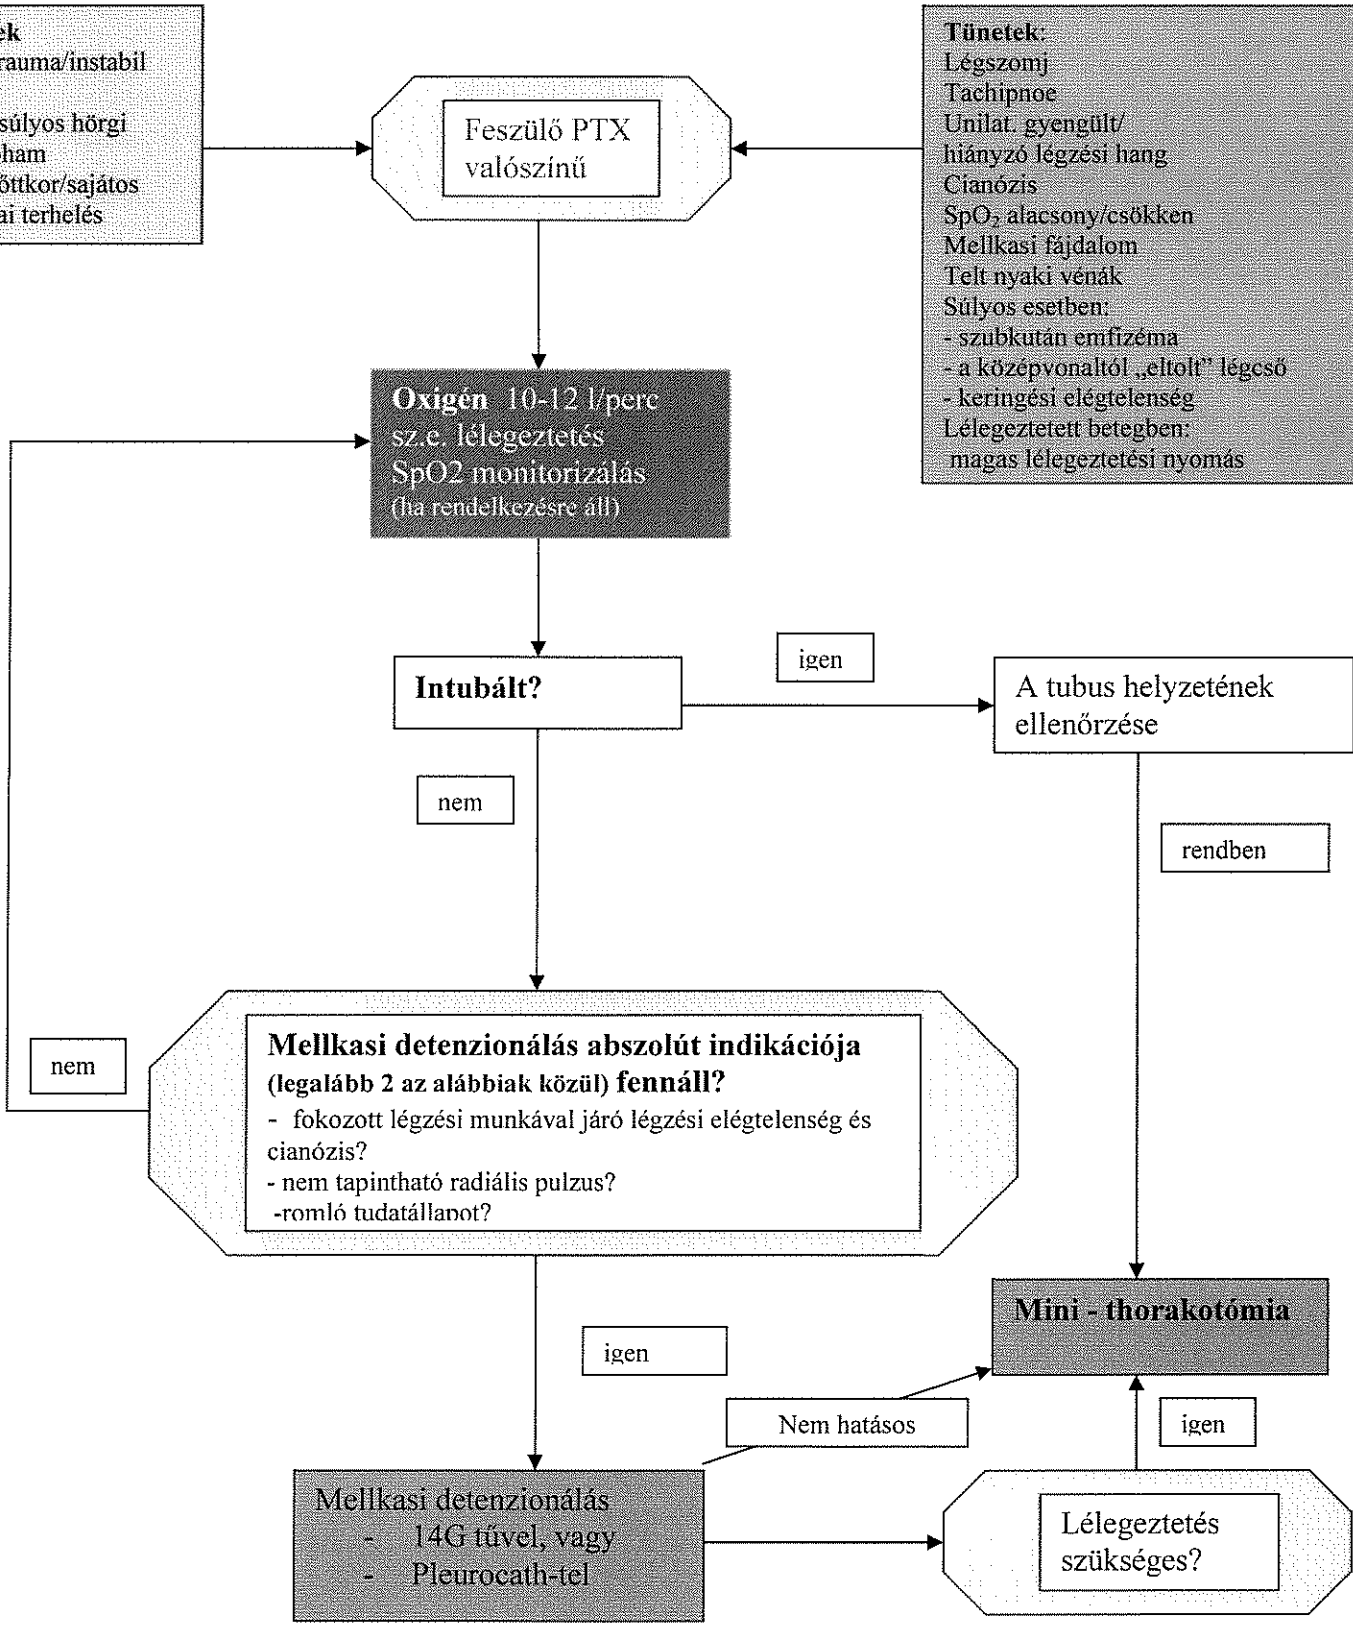 ek
rauma/instabil
súlyos hörgi
oham
őttkor/sajátos
ai terhelés
Feszülő PTX
valószínű
Tünetek:
Légszomj
Tachipnoe
Unilat. gyengült/
hiányzó légzési hang
Cianózis
SpO₂ alacsony/csökken
Mellkasi fájdalom
Telt nyaki vénák
Súlyos esetben:
- szubkután emfizéma
- a középvonaltól „eltolt” légcső
- keringési elégtelenség
Lélegeztetett betegben:
magas lélegeztetési nyomás
Oxigén 10-12 l/perc
sz.e. lélegeztetés
SpO2 monitorizálás
(ha rendelkezésre áll)
Intubált?
igen
A tubus helyzetének
ellenőrzése
nem
rendben
nem
Mellkasi detenzionálás abszolút indikációja
(legalább 2 az alábbiak közül) fennáll?
- fokozott légzési munkával járó légzési elégtelenség és
cianózis?
- nem tapintható radiális pulzus?
-romló tudatállapot?
Mini - thorakotómia
igen
Nem hatásos
igen
Mellkasi detenzionálás
- 14G tűvel, vagy
- Pleurocath-tel
Lélegeztetés
szükséges?